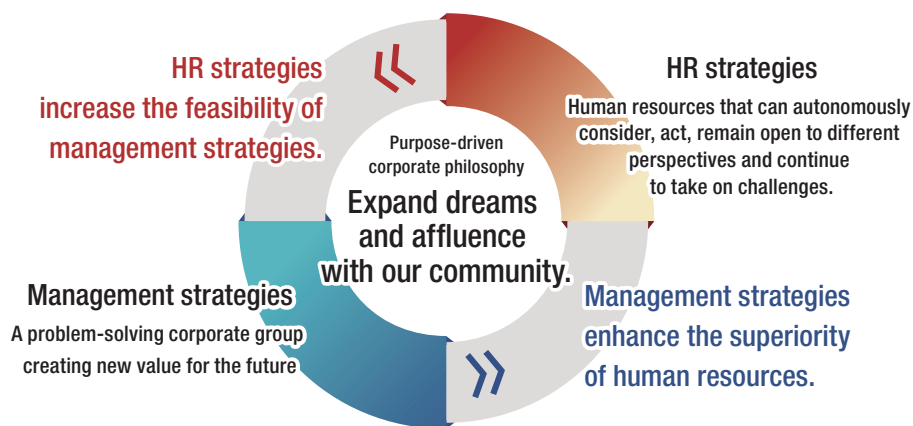 HR strategies
increase the feasibility of
management strategies.
HR strategies
Human resources that can autonomously
consider, act, remain open to different
perspectives and continue
to take on challenges.
Purpose-driven
corporate philosophy
Expand dreams
and affluence
with our community.
Management strategies
A problem-solving corporate group
creating new value for the future
Management strategies
enhance the superiority
of human resources.